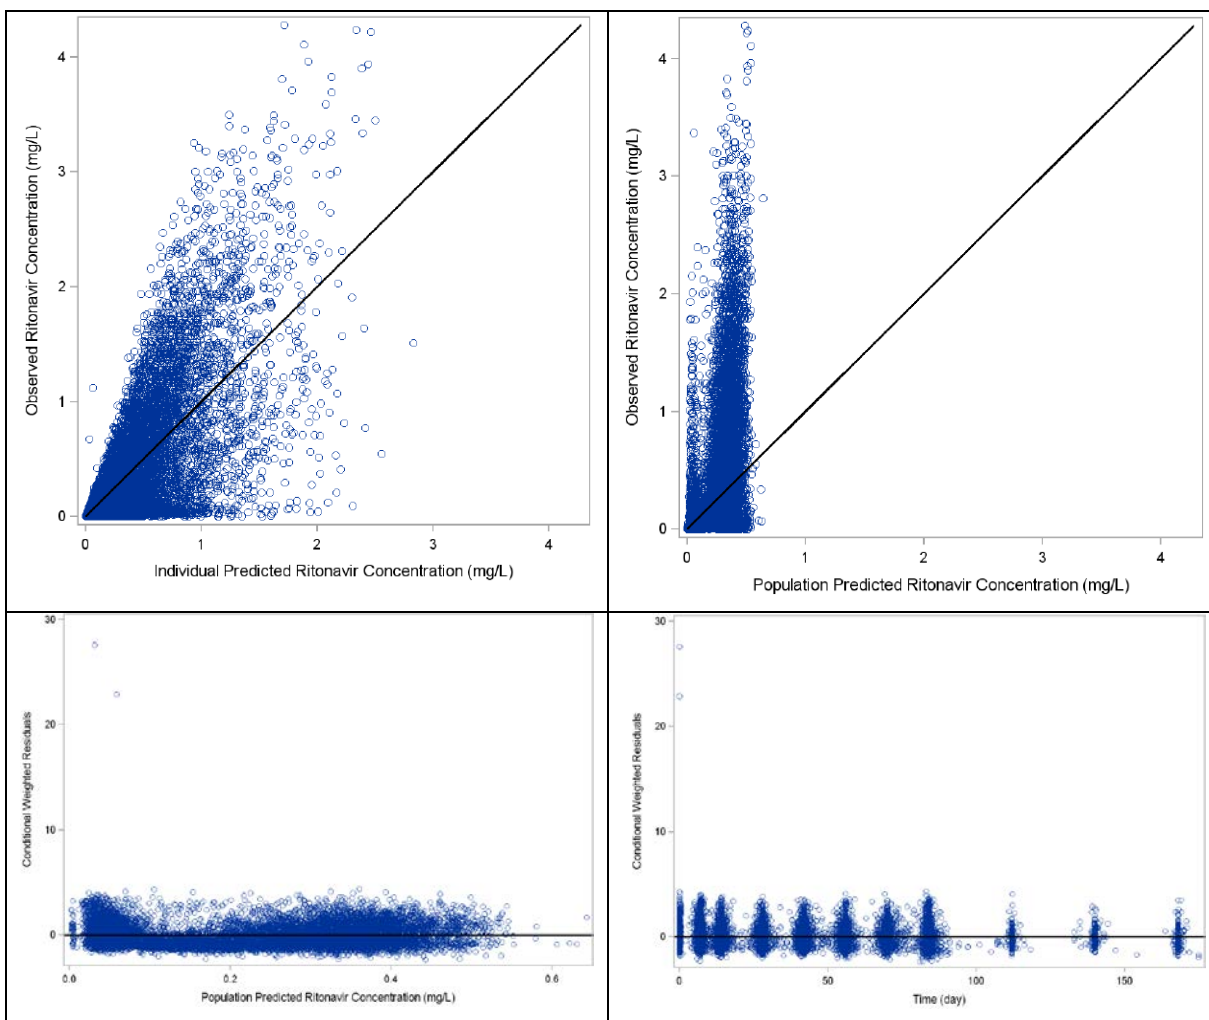 4
3
2
1
0
Observed Ritonavir Concentration (mg/L)
0 1 2 3 4
Individual Predicted Ritonavir Concentration (mg/L)
4
3
2
1
0
Observed Ritonavir Concentration (mg/L)
0 1 2 3 4
Population Predicted Ritonavir Concentration (mg/L)
30
20
10
0
Conditional Weighted Residuals
0.0 0.2 0.4 0.6
Population Predicted Ritonavir Concentration (mg/L)
30
20
10
0
Conditional Weighted Residuals
0 50 100 150
Time (day)